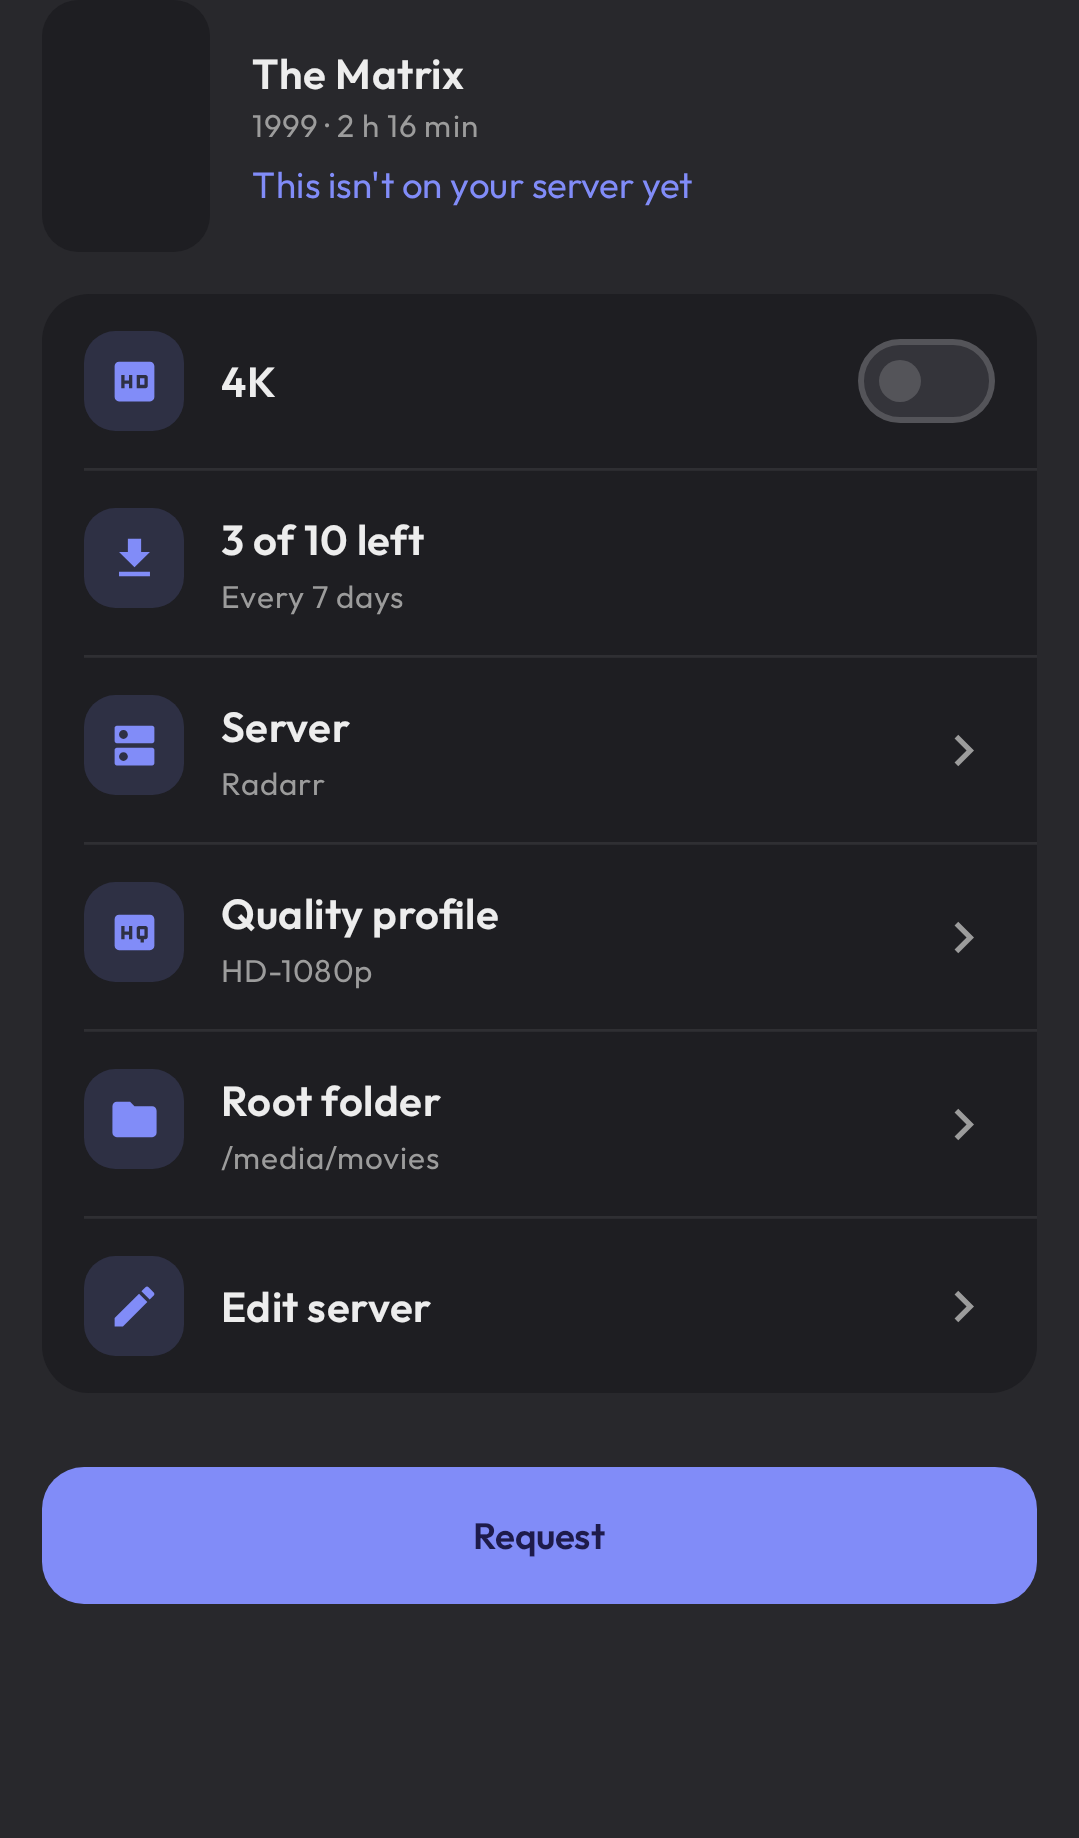 The Matrix
1999 · 2 h 16 min
This isn't on your server yet
HD
4K
3 of 10 left
Every 7 days
Server
Radarr
HQ
Quality profile
HD-1080p
Root folder
/media/movies
Edit server
Request